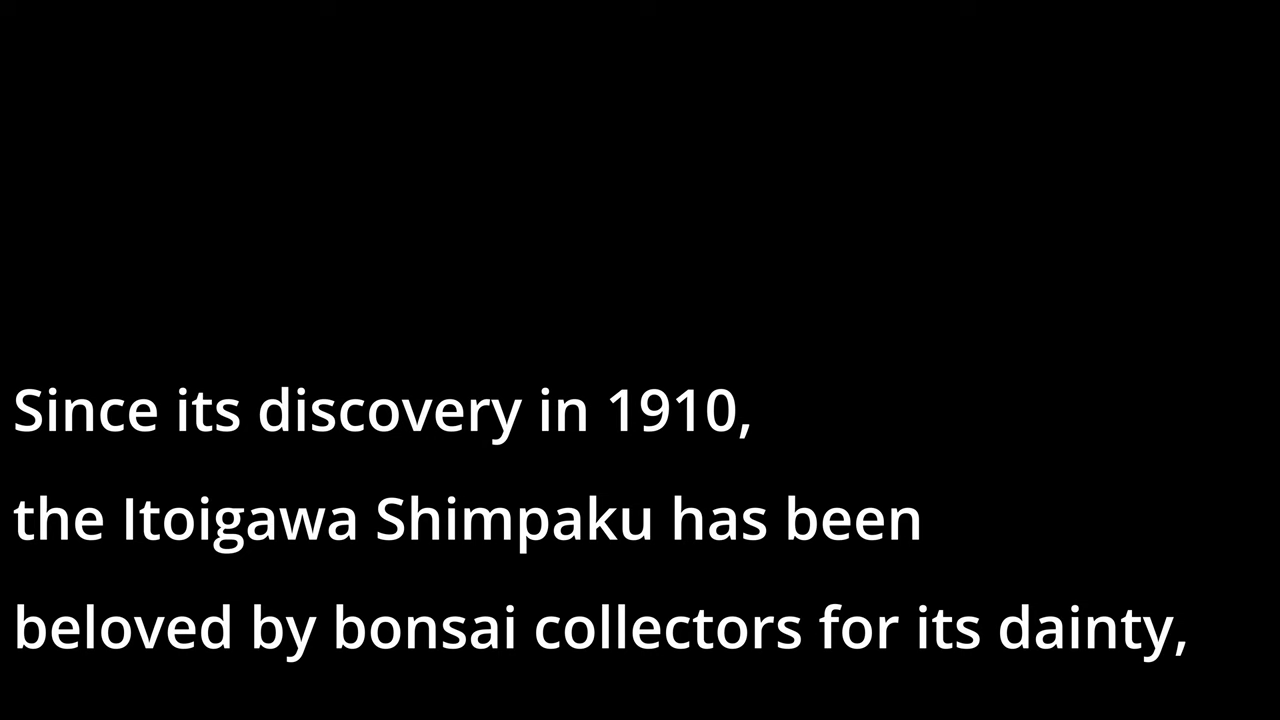 Since its discovery in 1910,
the Itoigawa Shimpaku has been
beloved by bonsai collectors for its dainty,